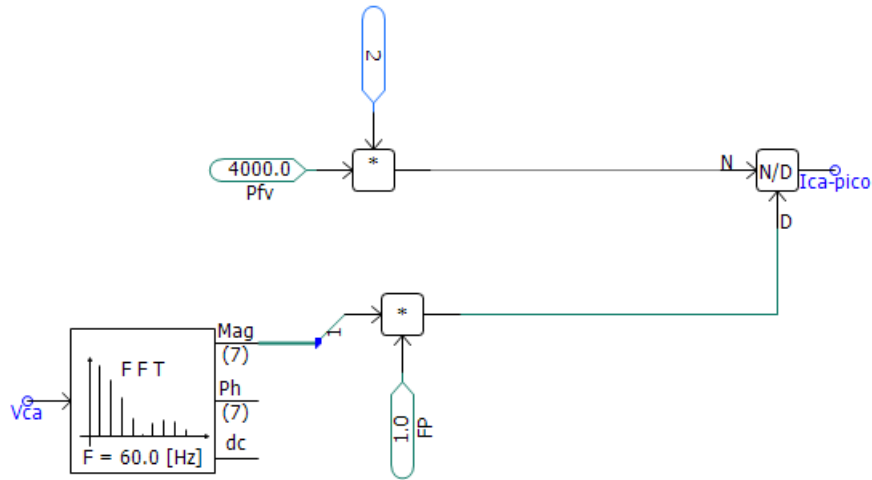 2
*
4000.0
Pfv
N
N/D
Ica-pico
D
Mag
(7)
1
*
F F T
Ph
(7)
Vca
1.0
FP
dc
F = 60.0 [Hz]